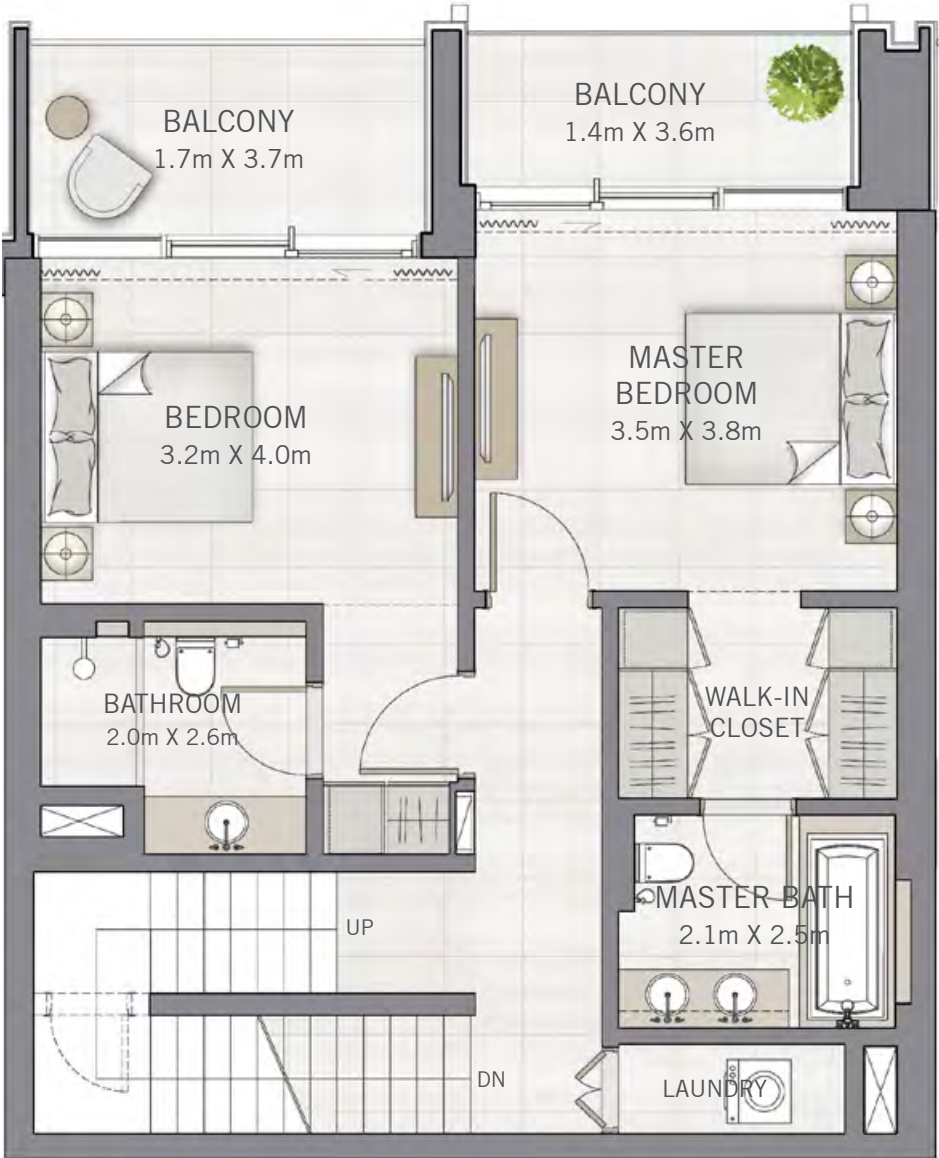 BALCONY
1.7m X 3.7m
BALCONY
1.4m X 3.6m
BEDROOM
3.2m X 4.0m
MASTER
BEDROOM
3.5m X 3.8m
BATHROOM
2.0m X 2.6m
WALK-IN
CLOSET
MASTER BATH
2.1m X 2.5m
UP
DN
LAUNDRY